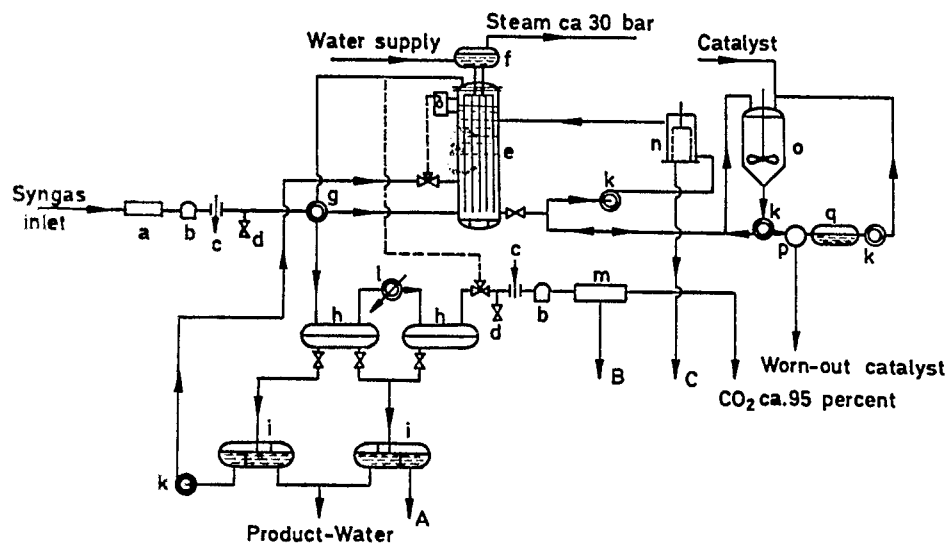 Steam ca 30 bar
Water supply
f
Catalyst
e
n
o
k
g
Syngas
inlet
a
b
c
d
k
p
q
k
l
c
m
h
h
d
b
B
C
Worn-out catalyst
CO₂ ca.95 percent
i
i
k
A
Product-Water